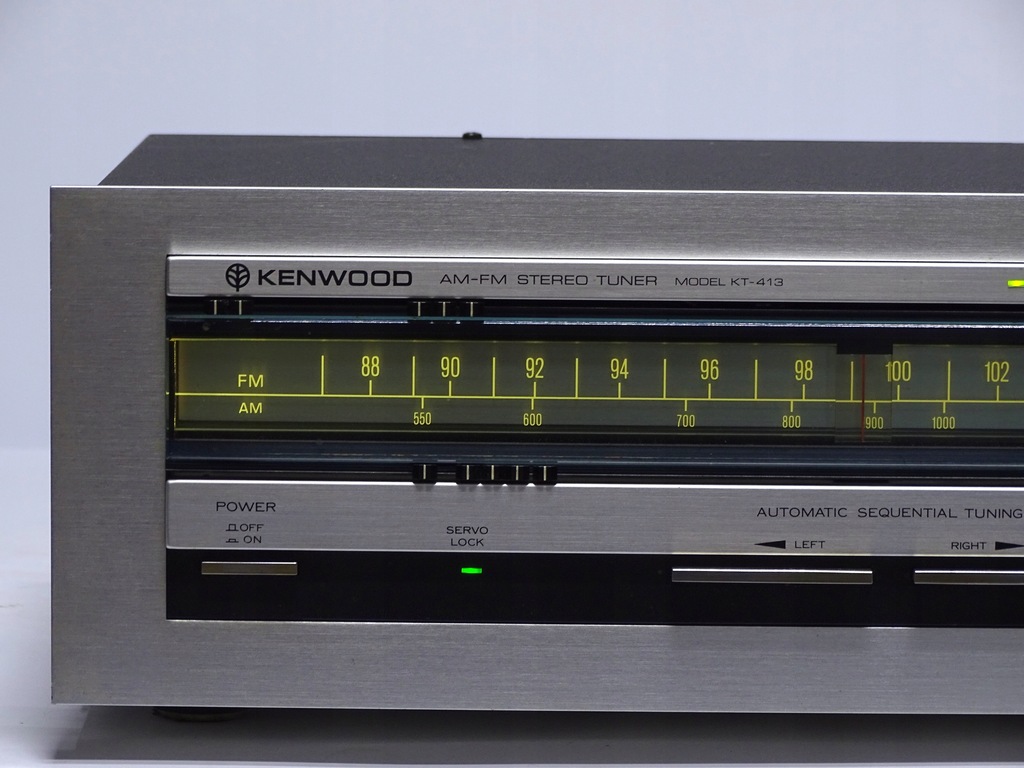 KENWOOD AM-FM STEREO TUNER MODEL KT-413
FM 88 90 92 94 96 98 100 102
AM 550 600 700 800 900 1000
POWER
OFF
ON
SERVO
LOCK
AUTOMATIC SEQUENTIAL TUNING
LEFT RIGHT